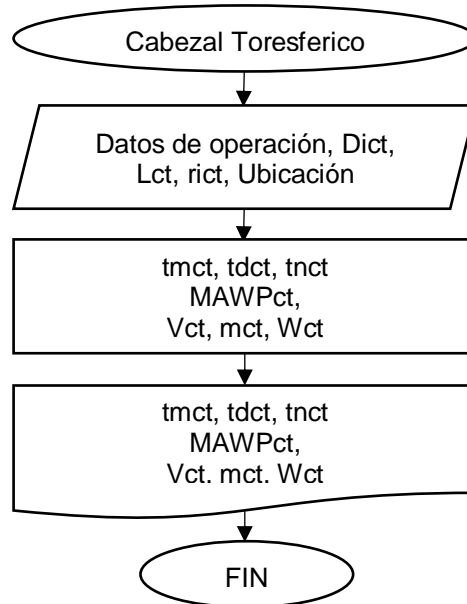 Cabezal Toresferico
Datos de operación, Dict,
Lct, rict, Ubicación
tmct, tdct, tnct
MAWPct,
Vct, mct, Wct
tmct, tdct, tnct
MAWPct,
Vct. mct. Wct
FIN